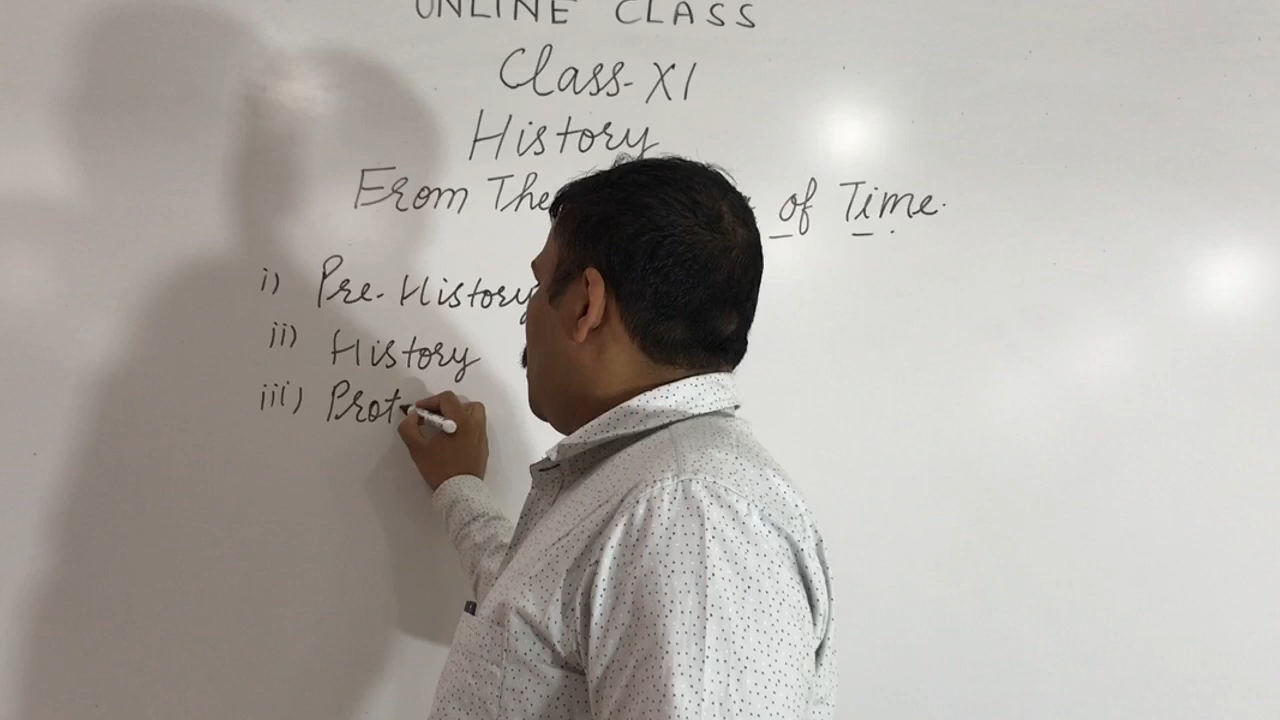 ONLINE CLASS
Class-XI
History
From The of Time.
i) Pre-History
ii) History
iii) Prot